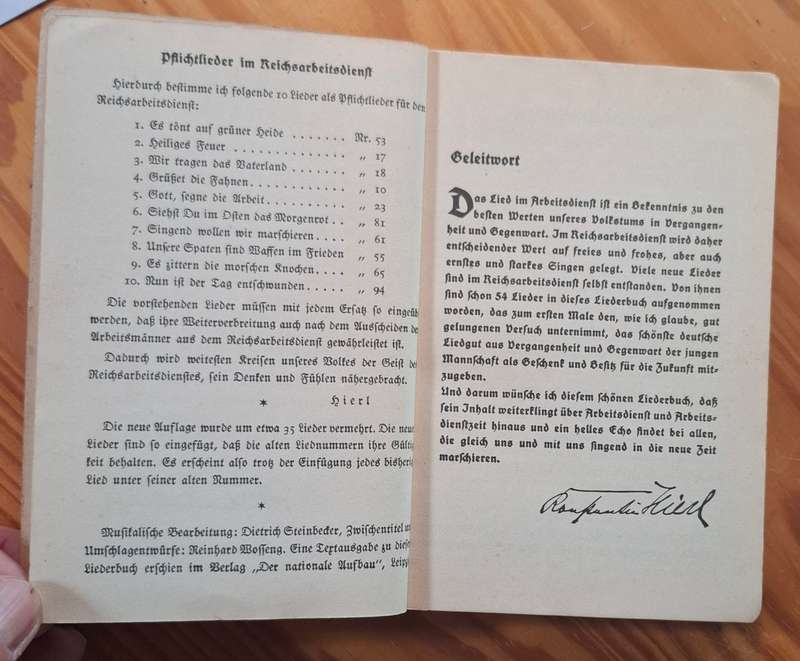 Pflichtlieder im Reichsarbeitsdienst
Hierdurch bestimme ich folgende 10 Lieder als Pflichtlieder für den
Reichsarbeitsdienst:
1. Es tönt auf grüner Heide . . . . . . . Nr. 53
2. Heiliges Feuer . . . . . . . . . . . . . . „ 17
3. Wir tragen das Vaterland . . . . . . . „ 18
4. Grüßet die Fahnen . . . . . . . . . . . „ 10
5. Gott, segne die Arbeit . . . . . . . . . „ 23
6. Siehst Du im Osten das Morgenrot . . „ 81
7. Singend wollen wir marschieren . . . . „ 61
8. Unsere Spaten sind Waffen im Frieden „ 55
9. Es zittern die morschen Knochen . . . . „ 65
10. Nun ist der Tag entschwunden . . . . . „ 94
Die vorstehenden Lieder müssen mit jedem Ersatz so eingeüb
werden, daß ihre Weiterverbreitung auch nach dem Ausscheiden de
Arbeitsmänner aus dem Reichsarbeitsdienst gewährleistet ist.
Dadurch wird weitesten Kreisen unseres Volkes der Geist de
Reichsarbeitsdienstes, sein Denken und Fühlen nähergebracht.
* Hierl
Die neue Auflage wurde um etwa 35 Lieder vermehrt. Die neue
Lieder sind so eingefügt, daß die alten Liednummern ihre Gültig
keit behalten. Es erscheint also trotz der Einfügung jedes bisherig
Lied unter seiner alten Nummer.
*
Musikalische Bearbeitung: Dietrich Steinbecker, Zwischentitel un
Umschlagentwürfe: Reinhard Wosseng. Eine Textausgabe zu diese
Liederbuch erschien im Verlag „Der nationale Aufbau“, Leipz
Geleitwort
Das Lied im Arbeitsdienst ist ein Bekenntnis zu den
besten Werten unseres Volkstums in Vergangen-
heit und Gegenwart. Im Reichsarbeitsdienst wird daher
entscheidender Wert auf freies und frohes, aber auch
ernstes und starkes Singen gelegt. Viele neue Lieder
sind im Reichsarbeitsdienst selbst entstanden. Von ihnen
sind schon 54 Lieder in dieses Liederbuch aufgenommen
worden, das zum ersten Male den, wie ich glaube, gut
gelungenen Versuch unternimmt, das schönste deutsche
Liedgut aus Vergangenheit und Gegenwart der jungen
Mannschaft als Geschenk und Besitz für die Zukunft mit-
zugeben.
Und darum wünsche ich diesem schönen Liederbuch, daß
sein Inhalt weiterklingt über Arbeitsdienst und Arbeits-
dienstzeit hinaus und ein helles Echo findet bei allen,
die gleich uns und mit uns singend in die neue Zeit
marschieren.
Konstantin Hierl